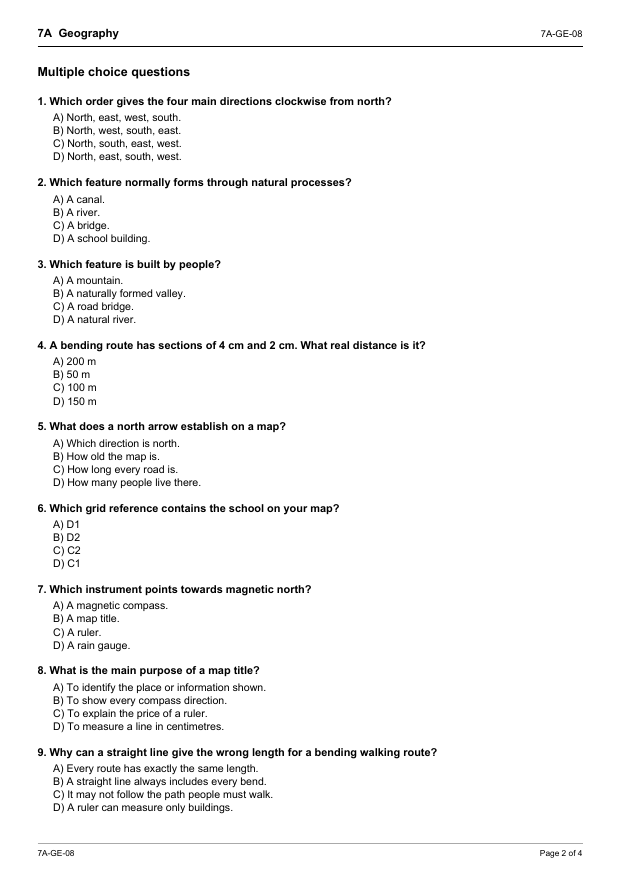 7A Geography
7A-GE-08
Multiple choice questions
1. Which order gives the four main directions clockwise from north?
A) North, east, west, south.
B) North, west, south, east.
C) North, south, east, west.
D) North, east, south, west.
2. Which feature normally forms through natural processes?
A) A canal.
B) A river.
C) A bridge.
D) A school building.
3. Which feature is built by people?
A) A mountain.
B) A naturally formed valley.
C) A road bridge.
D) A natural river.
4. A bending route has sections of 4 cm and 2 cm. What real distance is it?
A) 200 m
B) 50 m
C) 100 m
D) 150 m
5. What does a north arrow establish on a map?
A) Which direction is north.
B) How old the map is.
C) How long every road is.
D) How many people live there.
6. Which grid reference contains the school on your map?
A) D1
B) D2
C) C2
D) C1
7. Which instrument points towards magnetic north?
A) A magnetic compass.
B) A map title.
C) A ruler.
D) A rain gauge.
8. What is the main purpose of a map title?
A) To identify the place or information shown.
B) To show every compass direction.
C) To explain the price of a ruler.
D) To measure a line in centimetres.
9. Why can a straight line give the wrong length for a bending walking route?
A) Every route has exactly the same length.
B) A straight line always includes every bend.
C) It may not follow the path people must walk.
D) A ruler can measure only buildings.
7A-GE-08
Page 2 of 4